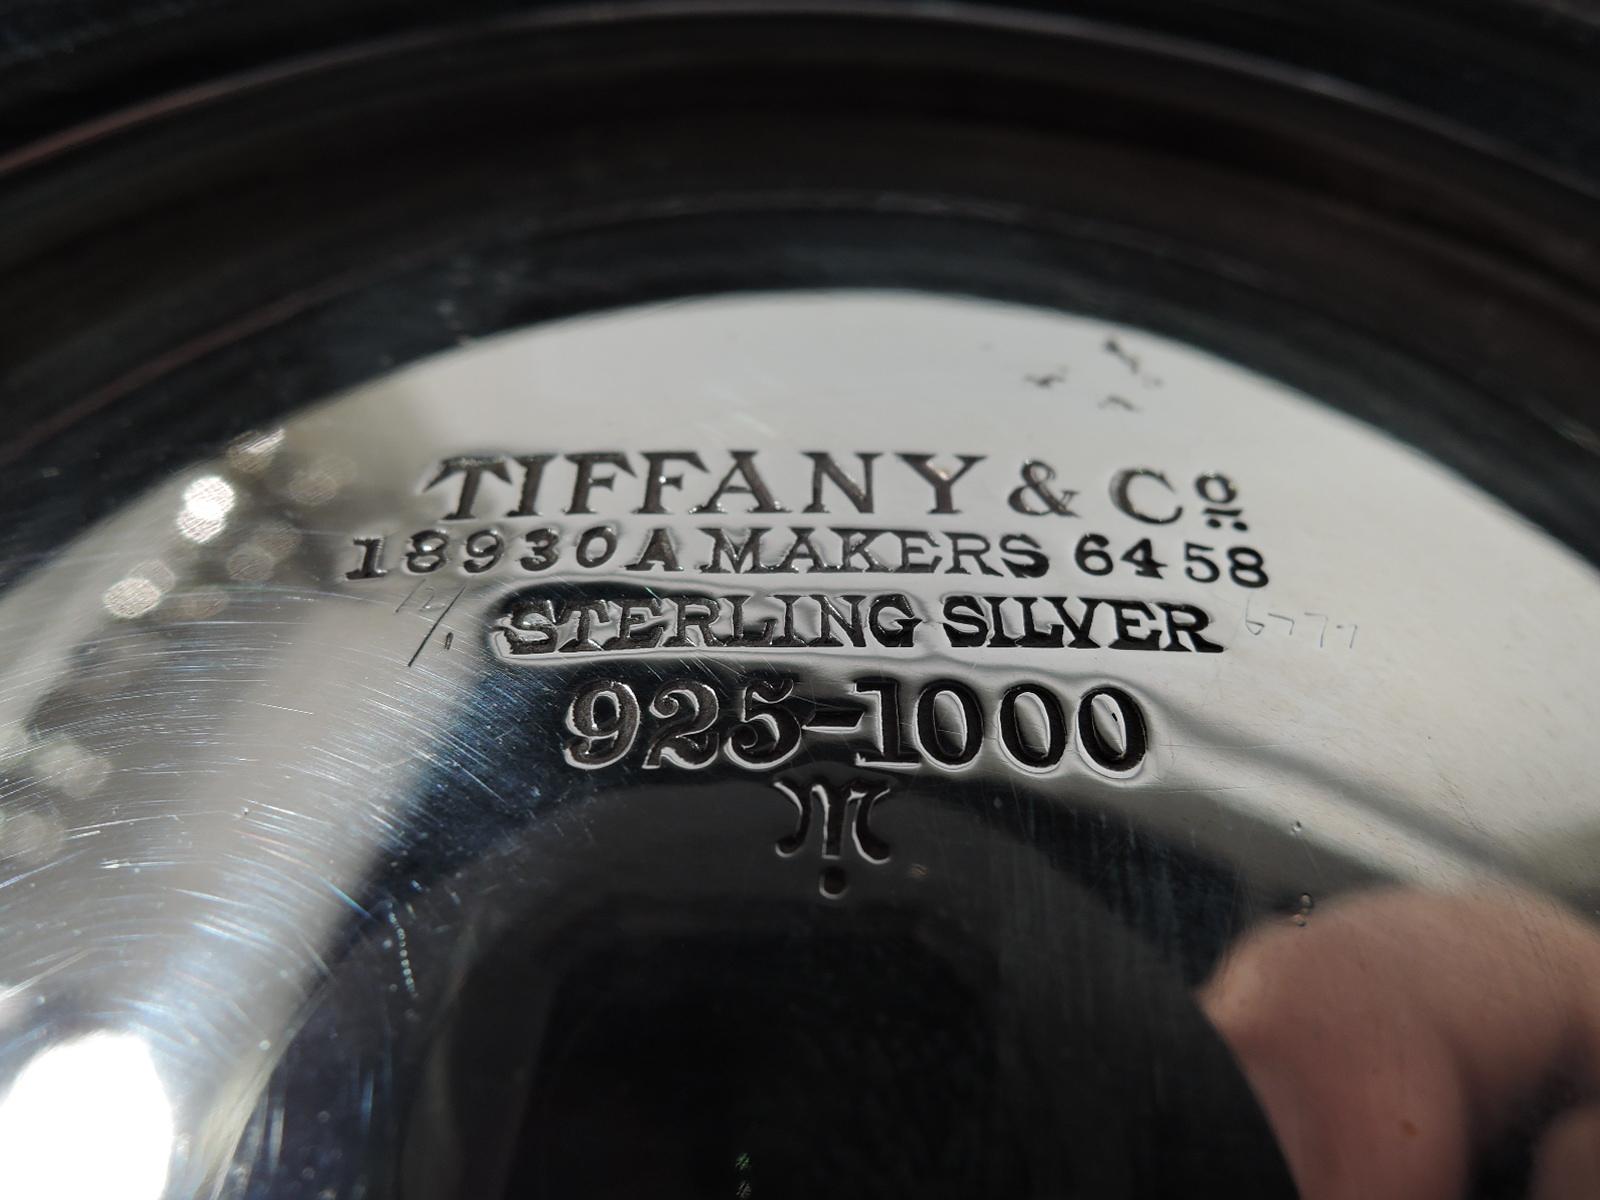 TIFFANY & Cº
18930A MAKERS 6458
STERLING SILVER
925-1000
M